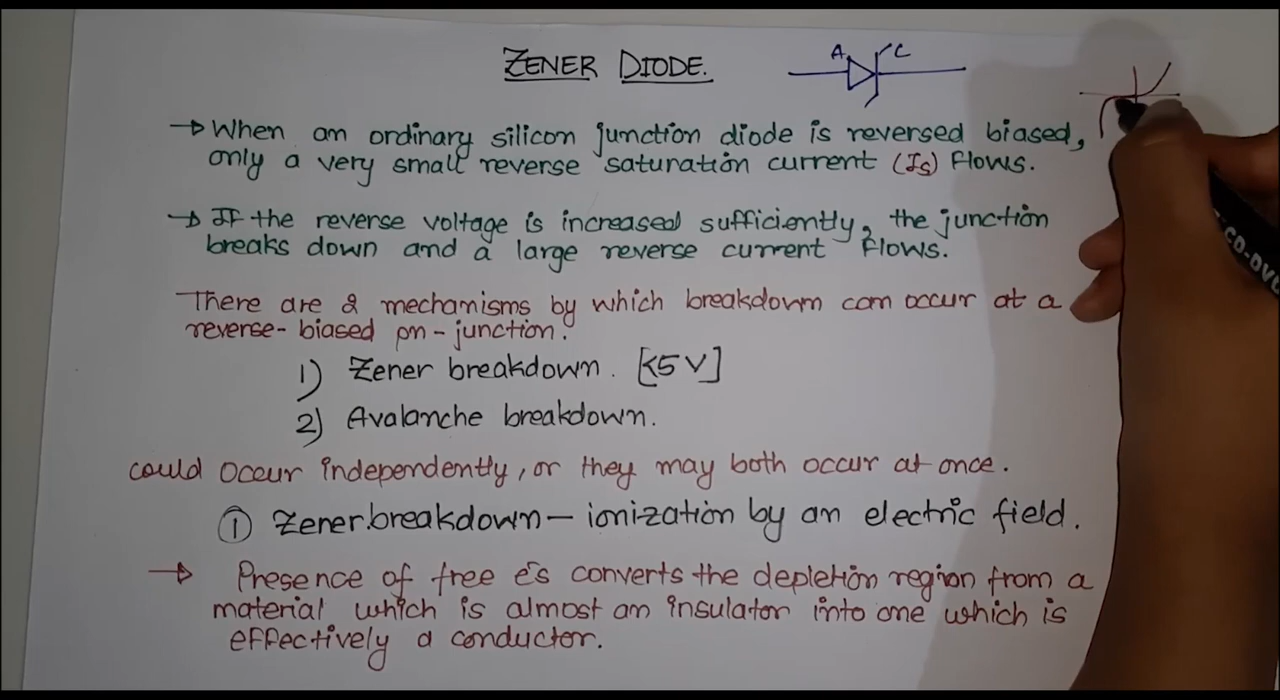 ZENER DIODE.
A C
→ When an ordinary silicon junction diode is reversed biased,
only a very small reverse saturation current (Is) flows.
→ If the reverse voltage is increased sufficiently, the junction
breaks down and a large reverse current flows.
There are 2 mechanisms by which breakdown can occur at a
reverse-biased pn-junction.
1) Zener breakdown. [<5V]
2) Avalanche breakdown.
could occur independently, or they may both occur at once.
① Zener.breakdown – ionization by an electric field.
→ Presence of free e's converts the depletion region from a
material which is almost an insulator into one which is
effectively a conductor.
CD-DVD